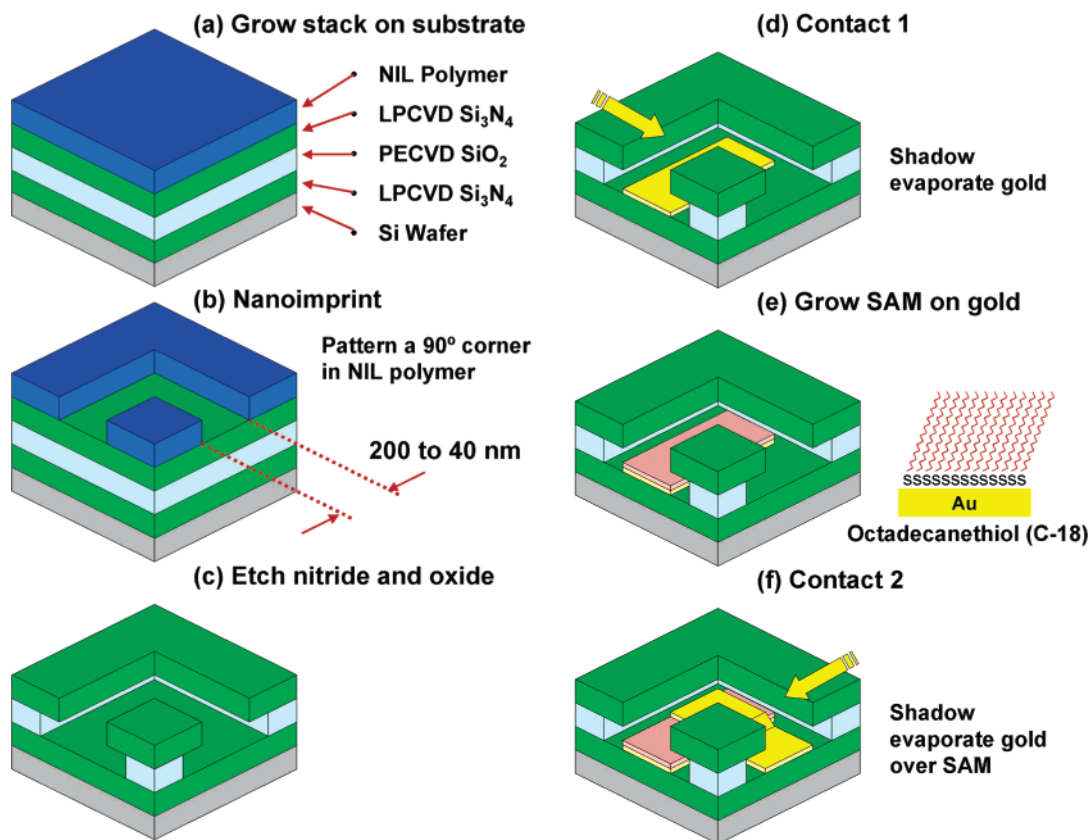 (a) Grow stack on substrate
NIL Polymer
LPCVD Si₃N₄
PECVD SiO₂
LPCVD Si₃N₄
Si Wafer
(b) Nanoimprint
Pattern a 90º corner
in NIL polymer
200 to 40 nm
(c) Etch nitride and oxide
(d) Contact 1
Shadow
evaporate gold
(e) Grow SAM on gold
SSSSSSSSSSSSSS
Au
Octadecanethiol (C-18)
(f) Contact 2
Shadow
evaporate gold
over SAM